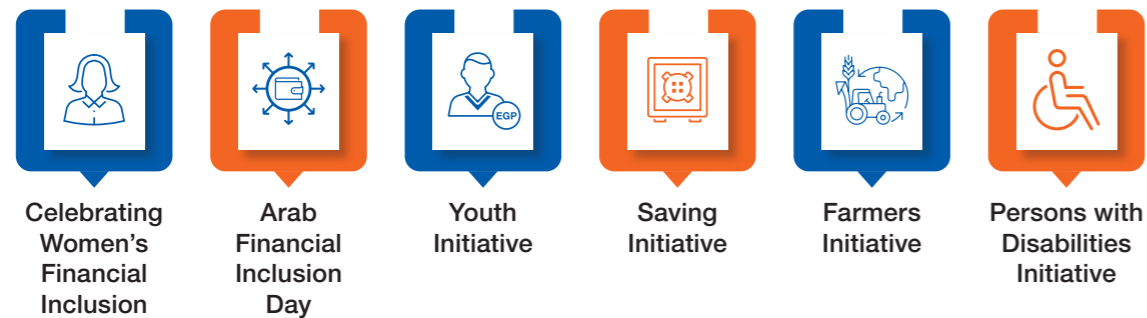 EGP
Celebrating
Women's
Financial
Inclusion
Arab
Financial
Inclusion
Day
Youth
Initiative
Saving
Initiative
Farmers
Initiative
Persons with
Disabilities
Initiative